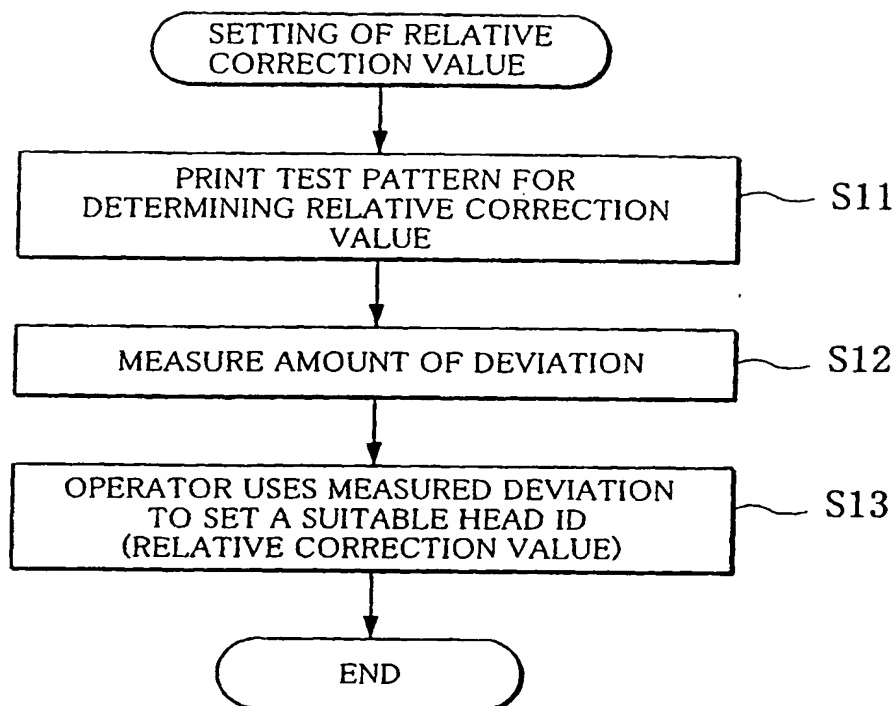 SETTING OF RELATIVE
CORRECTION VALUE
PRINT TEST PATTERN FOR
DETERMINING RELATIVE CORRECTION
VALUE
S11
MEASURE AMOUNT OF DEVIATION
S12
OPERATOR USES MEASURED DEVIATION
TO SET A SUITABLE HEAD ID
(RELATIVE CORRECTION VALUE)
S13
END